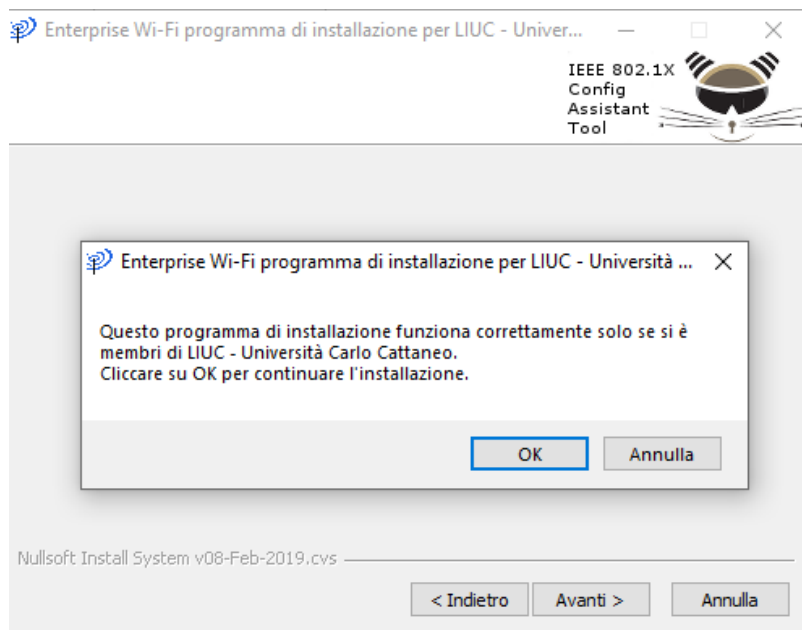 Enterprise Wi-Fi programma di installazione per LIUC - Univer...
IEEE 802.1X
Config
Assistant
Tool
Enterprise Wi-Fi programma di installazione per LIUC - Università ...
Questo programma di installazione funziona correttamente solo se si è
membri di LIUC - Università Carlo Cattaneo.
Cliccare su OK per continuare l'installazione.
OK Annulla
Nullsoft Install System v08-Feb-2019.cvs
< Indietro Avanti > Annulla